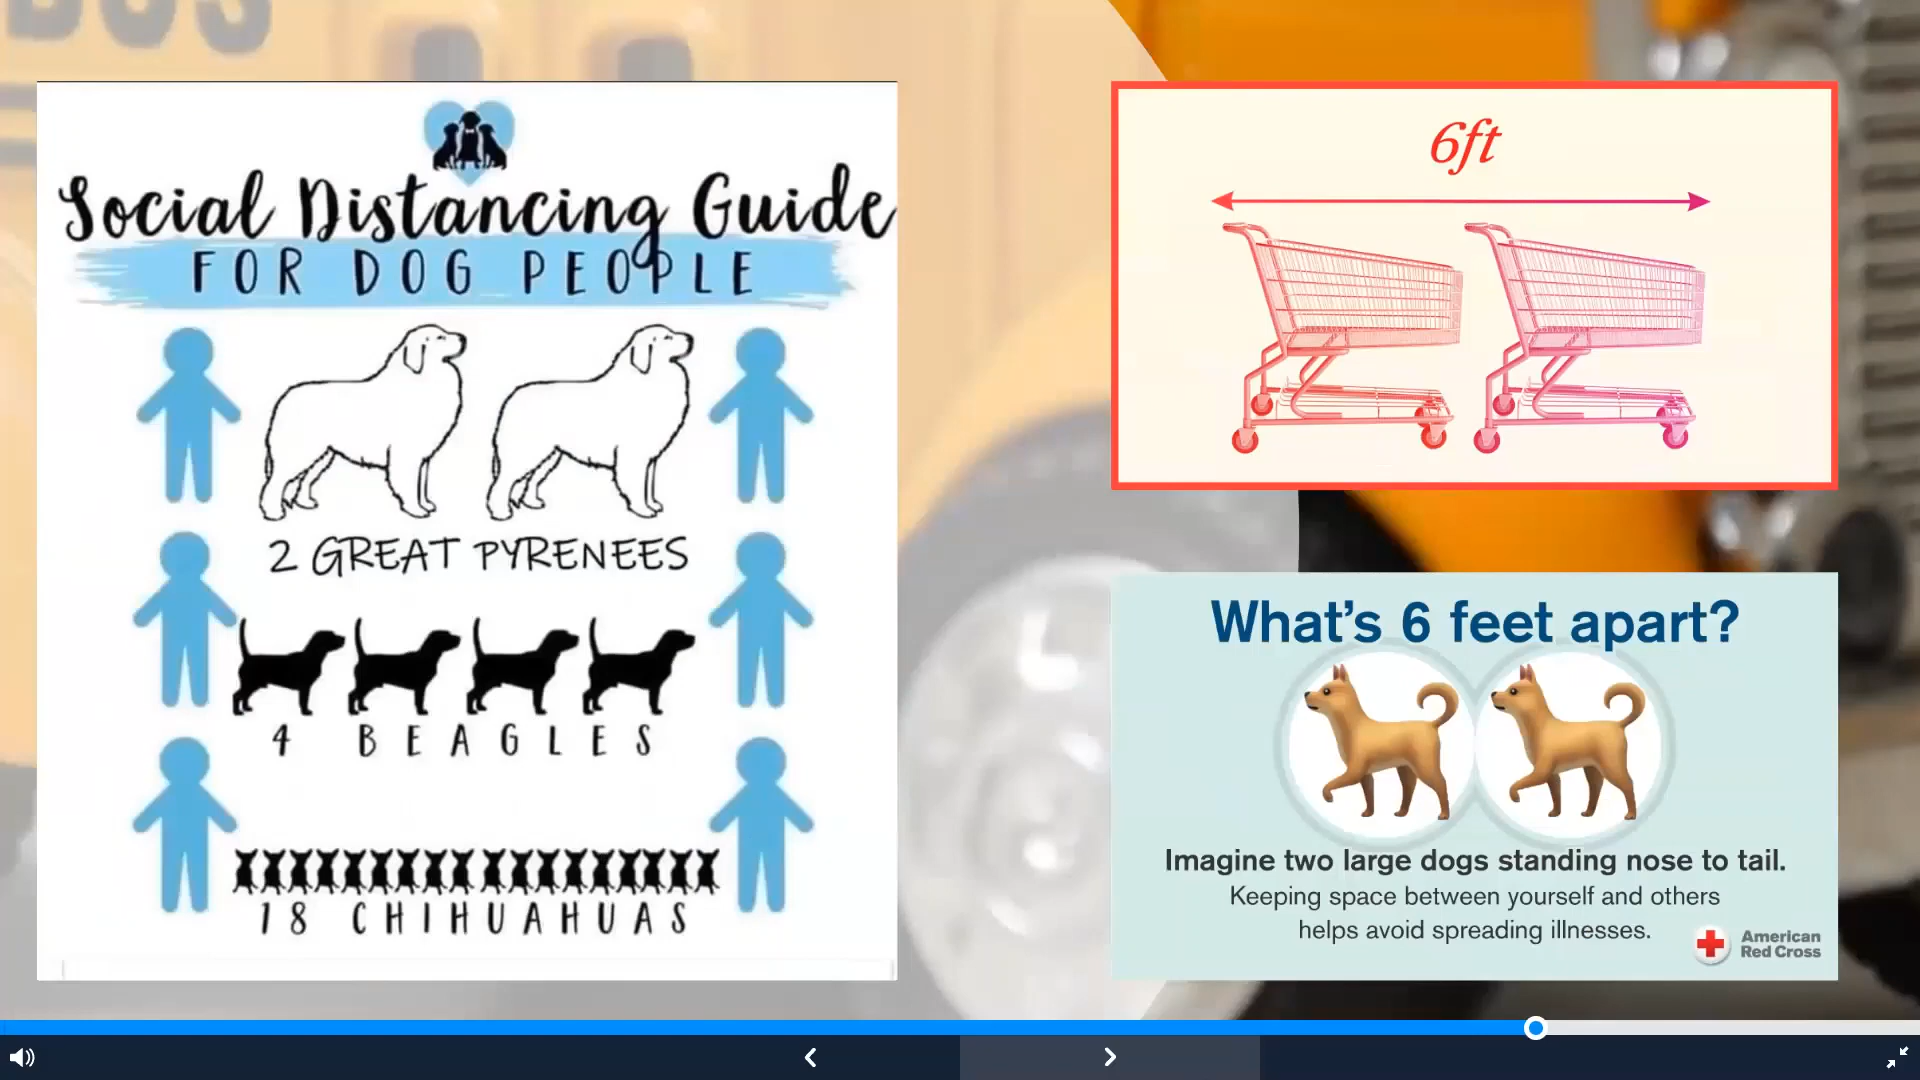 BUS
Social Distancing Guide
FOR DOG PEOPLE
2 GREAT PYRENEES
4 BEAGLES
18 CHIHUAHUAS
6ft
What's 6 feet apart?
Imagine two large dogs standing nose to tail.
Keeping space between yourself and others
helps avoid spreading illnesses.
American
Red Cross